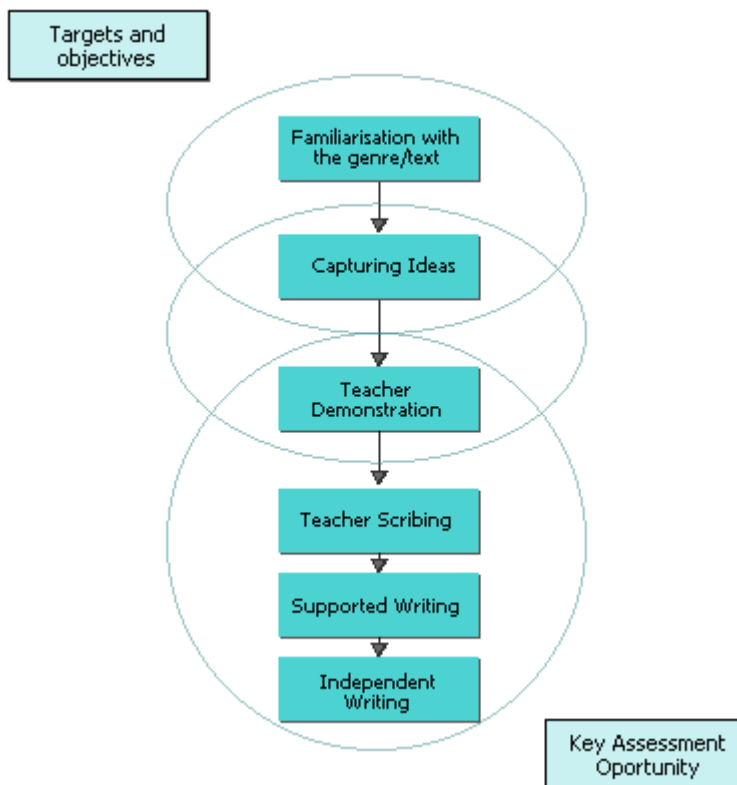 Targets and
objectives
Familiarisation with
the genre/text
Capturing Ideas
Teacher
Demonstration
Teacher Scribing
Supported Writing
Independent
Writing
Key Assessment
Oportunity